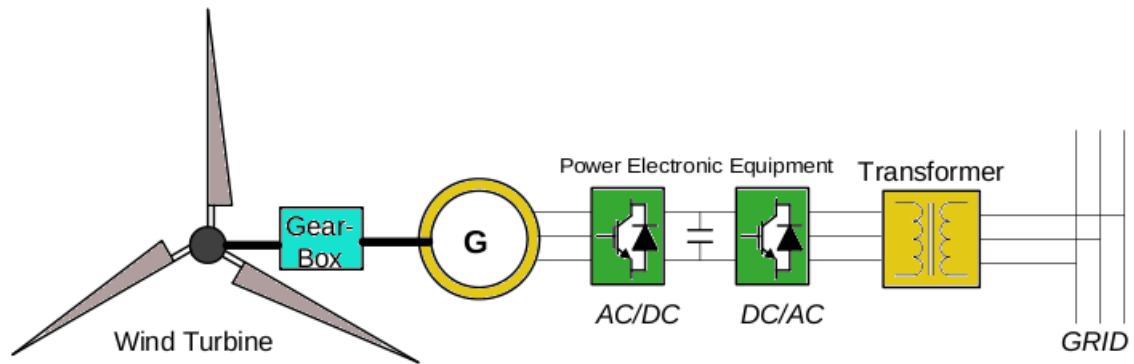 Power Electronic Equipment
Transformer
Gear-
Box
G
AC/DC
DC/AC
Wind Turbine
GRID